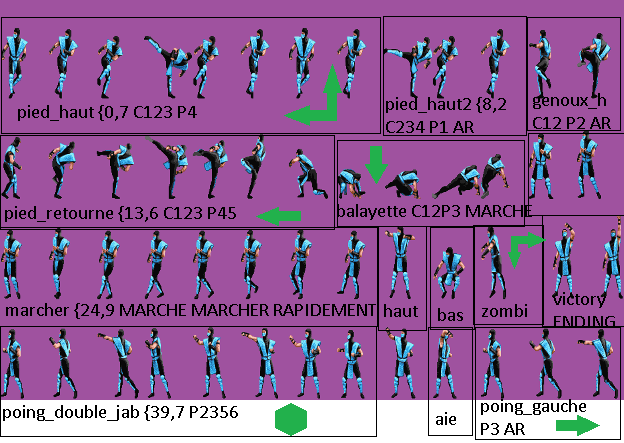 pied_haut {0,7 C123 P4
pied_haut2 {8,2
C234 P1 AR
genoux_h
C12 P2 AR
pied_retourne {13,6 C123 P45
balayette C12P3 MARCHE
marcher {24,9 MARCHE MARCHER RAPIDEMENT
haut
bas
zombi
victory
ENDING
poing_double_jab {39,7 P2356
aie
poing_gauche
P3 AR